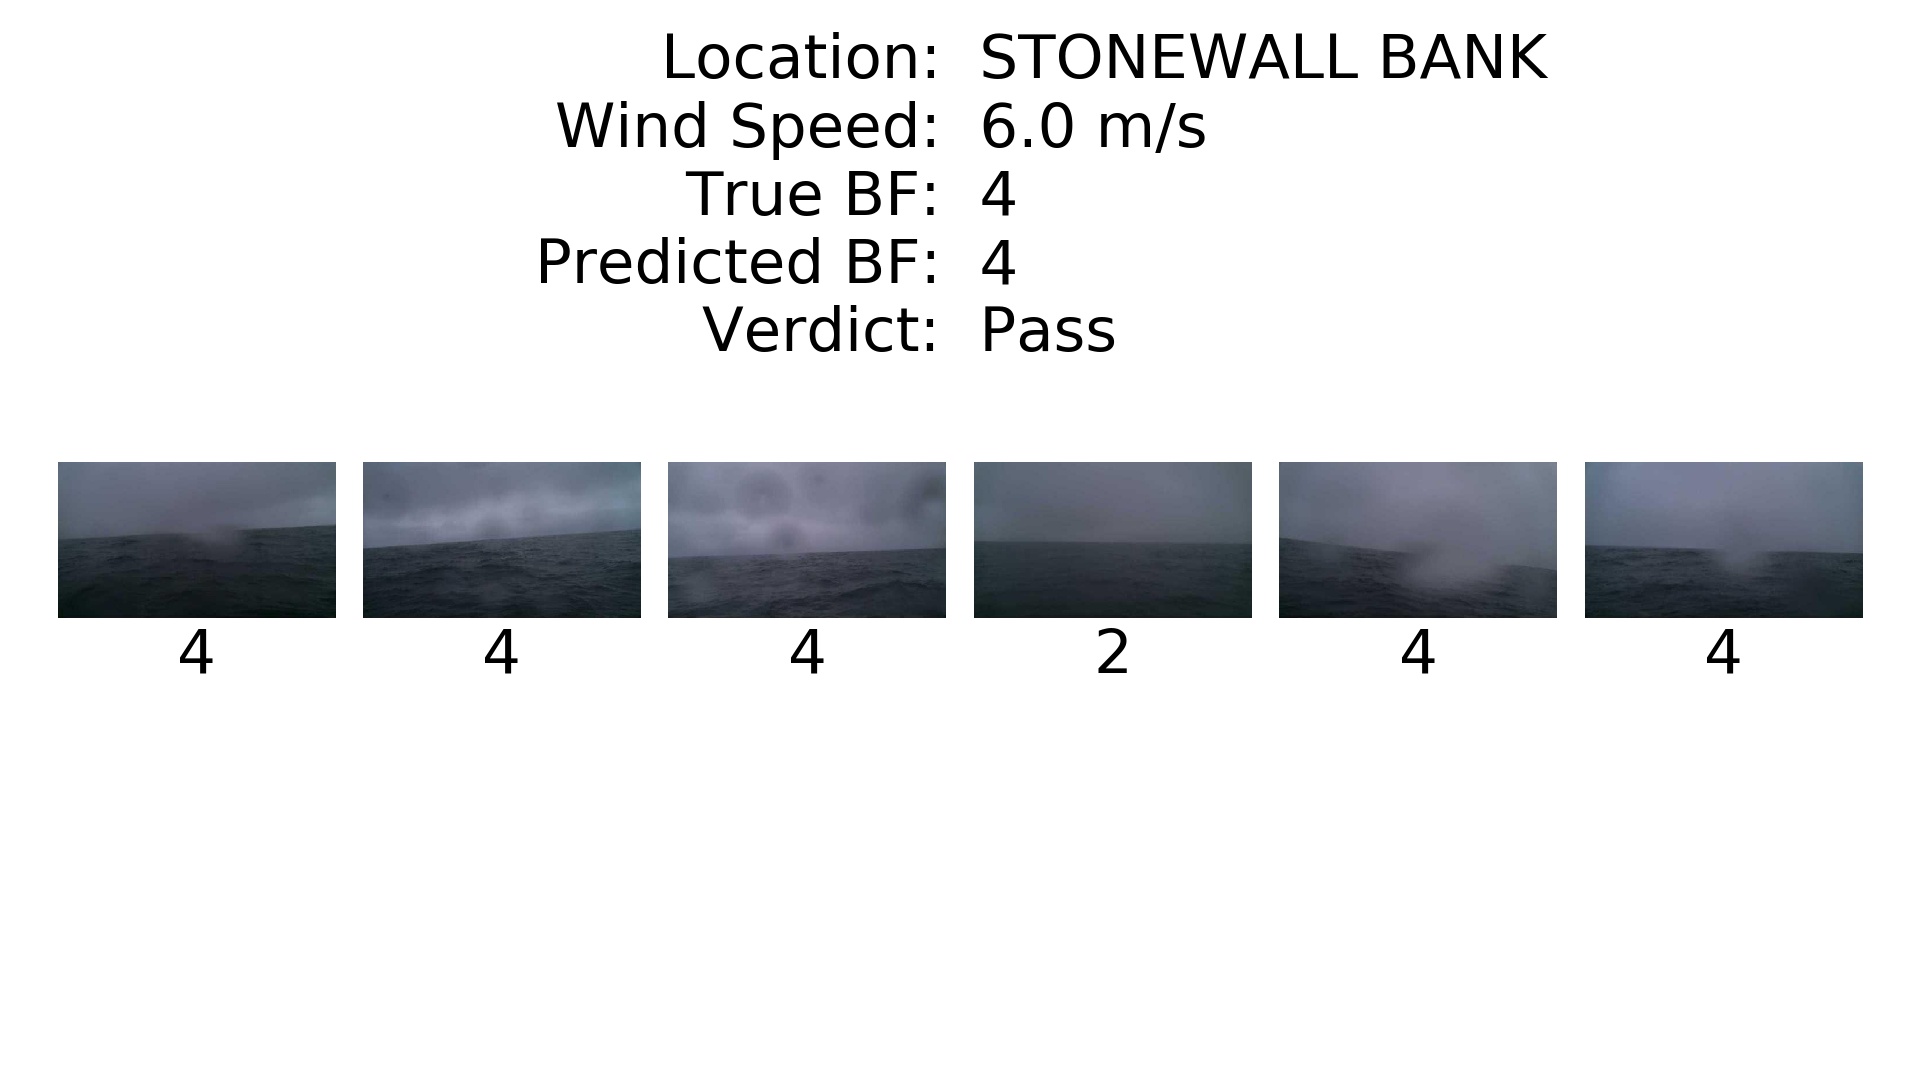 Location: STONEWALL BANK
Wind Speed: 6.0 m/s
True BF: 4
Predicted BF: 4
Verdict: Pass
4 4 4 2 4 4